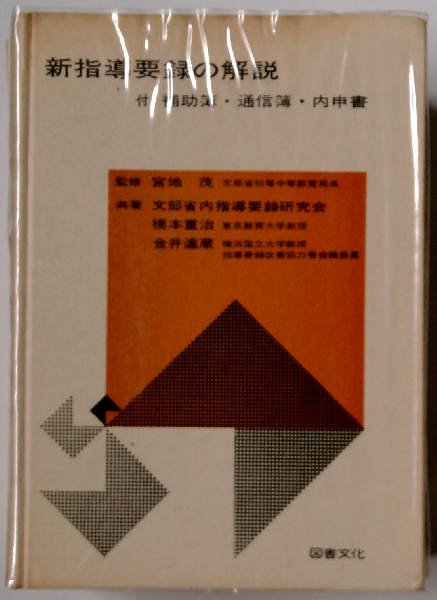 新指導要録の解説
付 補助簿・通信簿・内申書
監修 宮地 茂 文部省初等中等教育局長
共著 文部省内指導要録研究会
橋本重治 東京教育大学教授
金井達蔵 横浜国立大学教授
指導要録改善協力者会議委員
図書文化